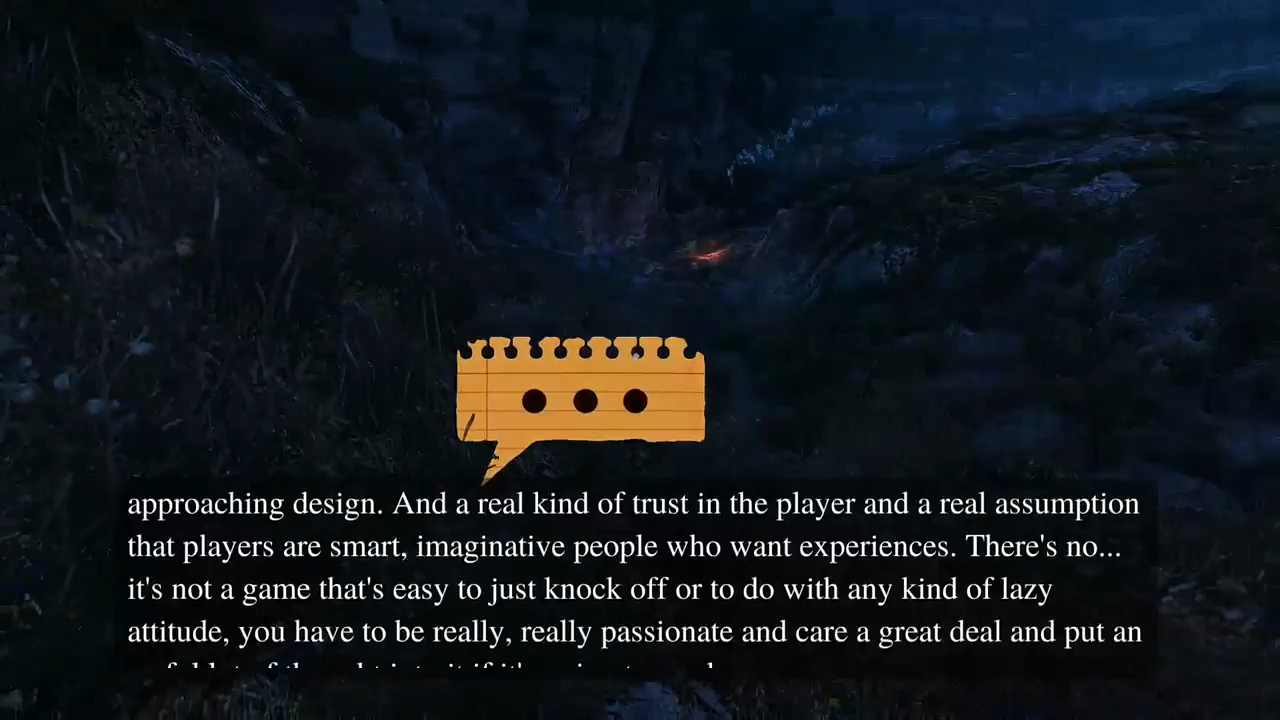 approaching design. And a real kind of trust in the player and a real assumption
that players are smart, imaginative people who want experiences. There's no...
it's not a game that's easy to just knock off or to do with any kind of lazy
attitude, you have to be really, really passionate and care a great deal and put an